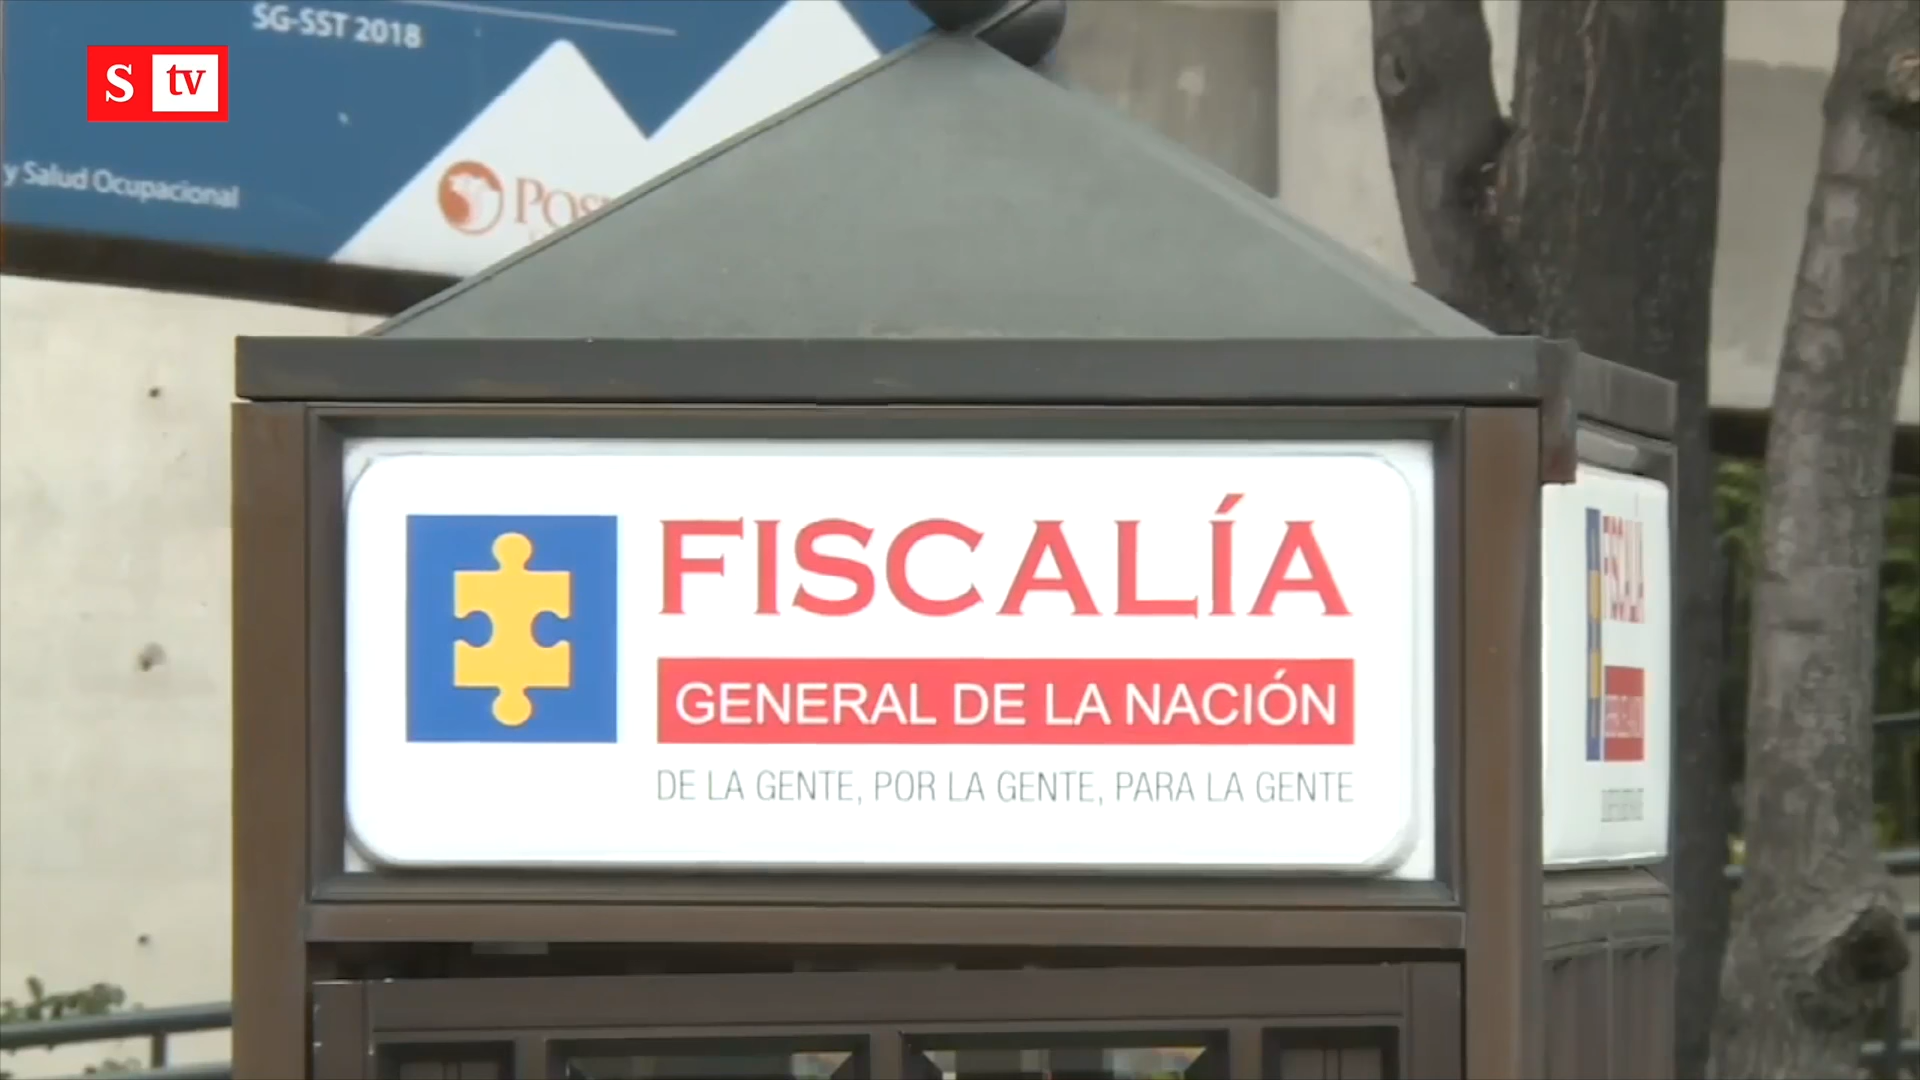 SG-SST 2018
S tv
y Salud Ocupacional
FISCALÍA
GENERAL DE LA NACIÓN
DE LA GENTE, POR LA GENTE, PARA LA GENTE
FISCALÍA